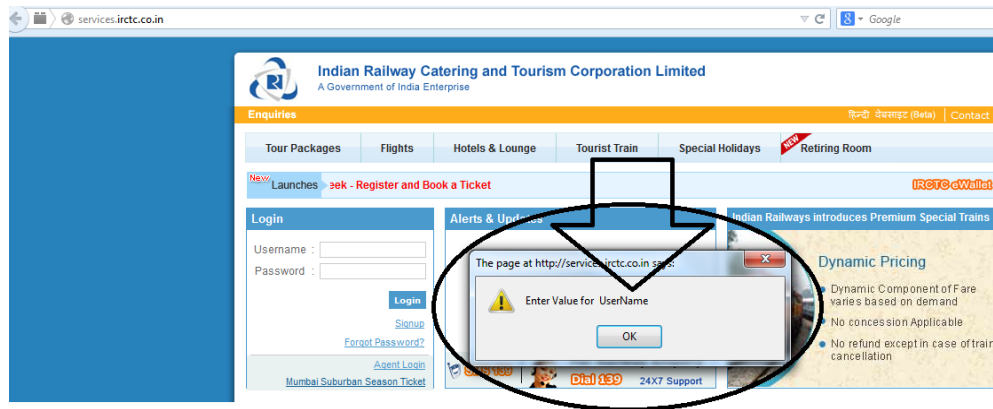 services.irctc.co.in
Google
Indian Railway Catering and Tourism Corporation Limited
A Government of India Enterprise
Enquiries
हिन्दी वेबसाइट (Beta) | Contact
Tour Packages Flights Hotels & Lounge Tourist Train Special Holidays NEW Retiring Room
New Launches eek - Register and Book a Ticket IRCTC eWallet
Login
Username :
Password :
Login
Signup
Forgot Password?
Agent Login
Mumbai Suburban Season Ticket
Alerts & Updates
The page at http://services.irctc.co.in says:
Enter Value for UserName
OK
SMS 139
Dial 139 24X7 Support
Indian Railways introduces Premium Special Trains
Dynamic Pricing
Dynamic Component of Fare
varies based on demand
No concession Applicable
No refund except in case of train
cancellation